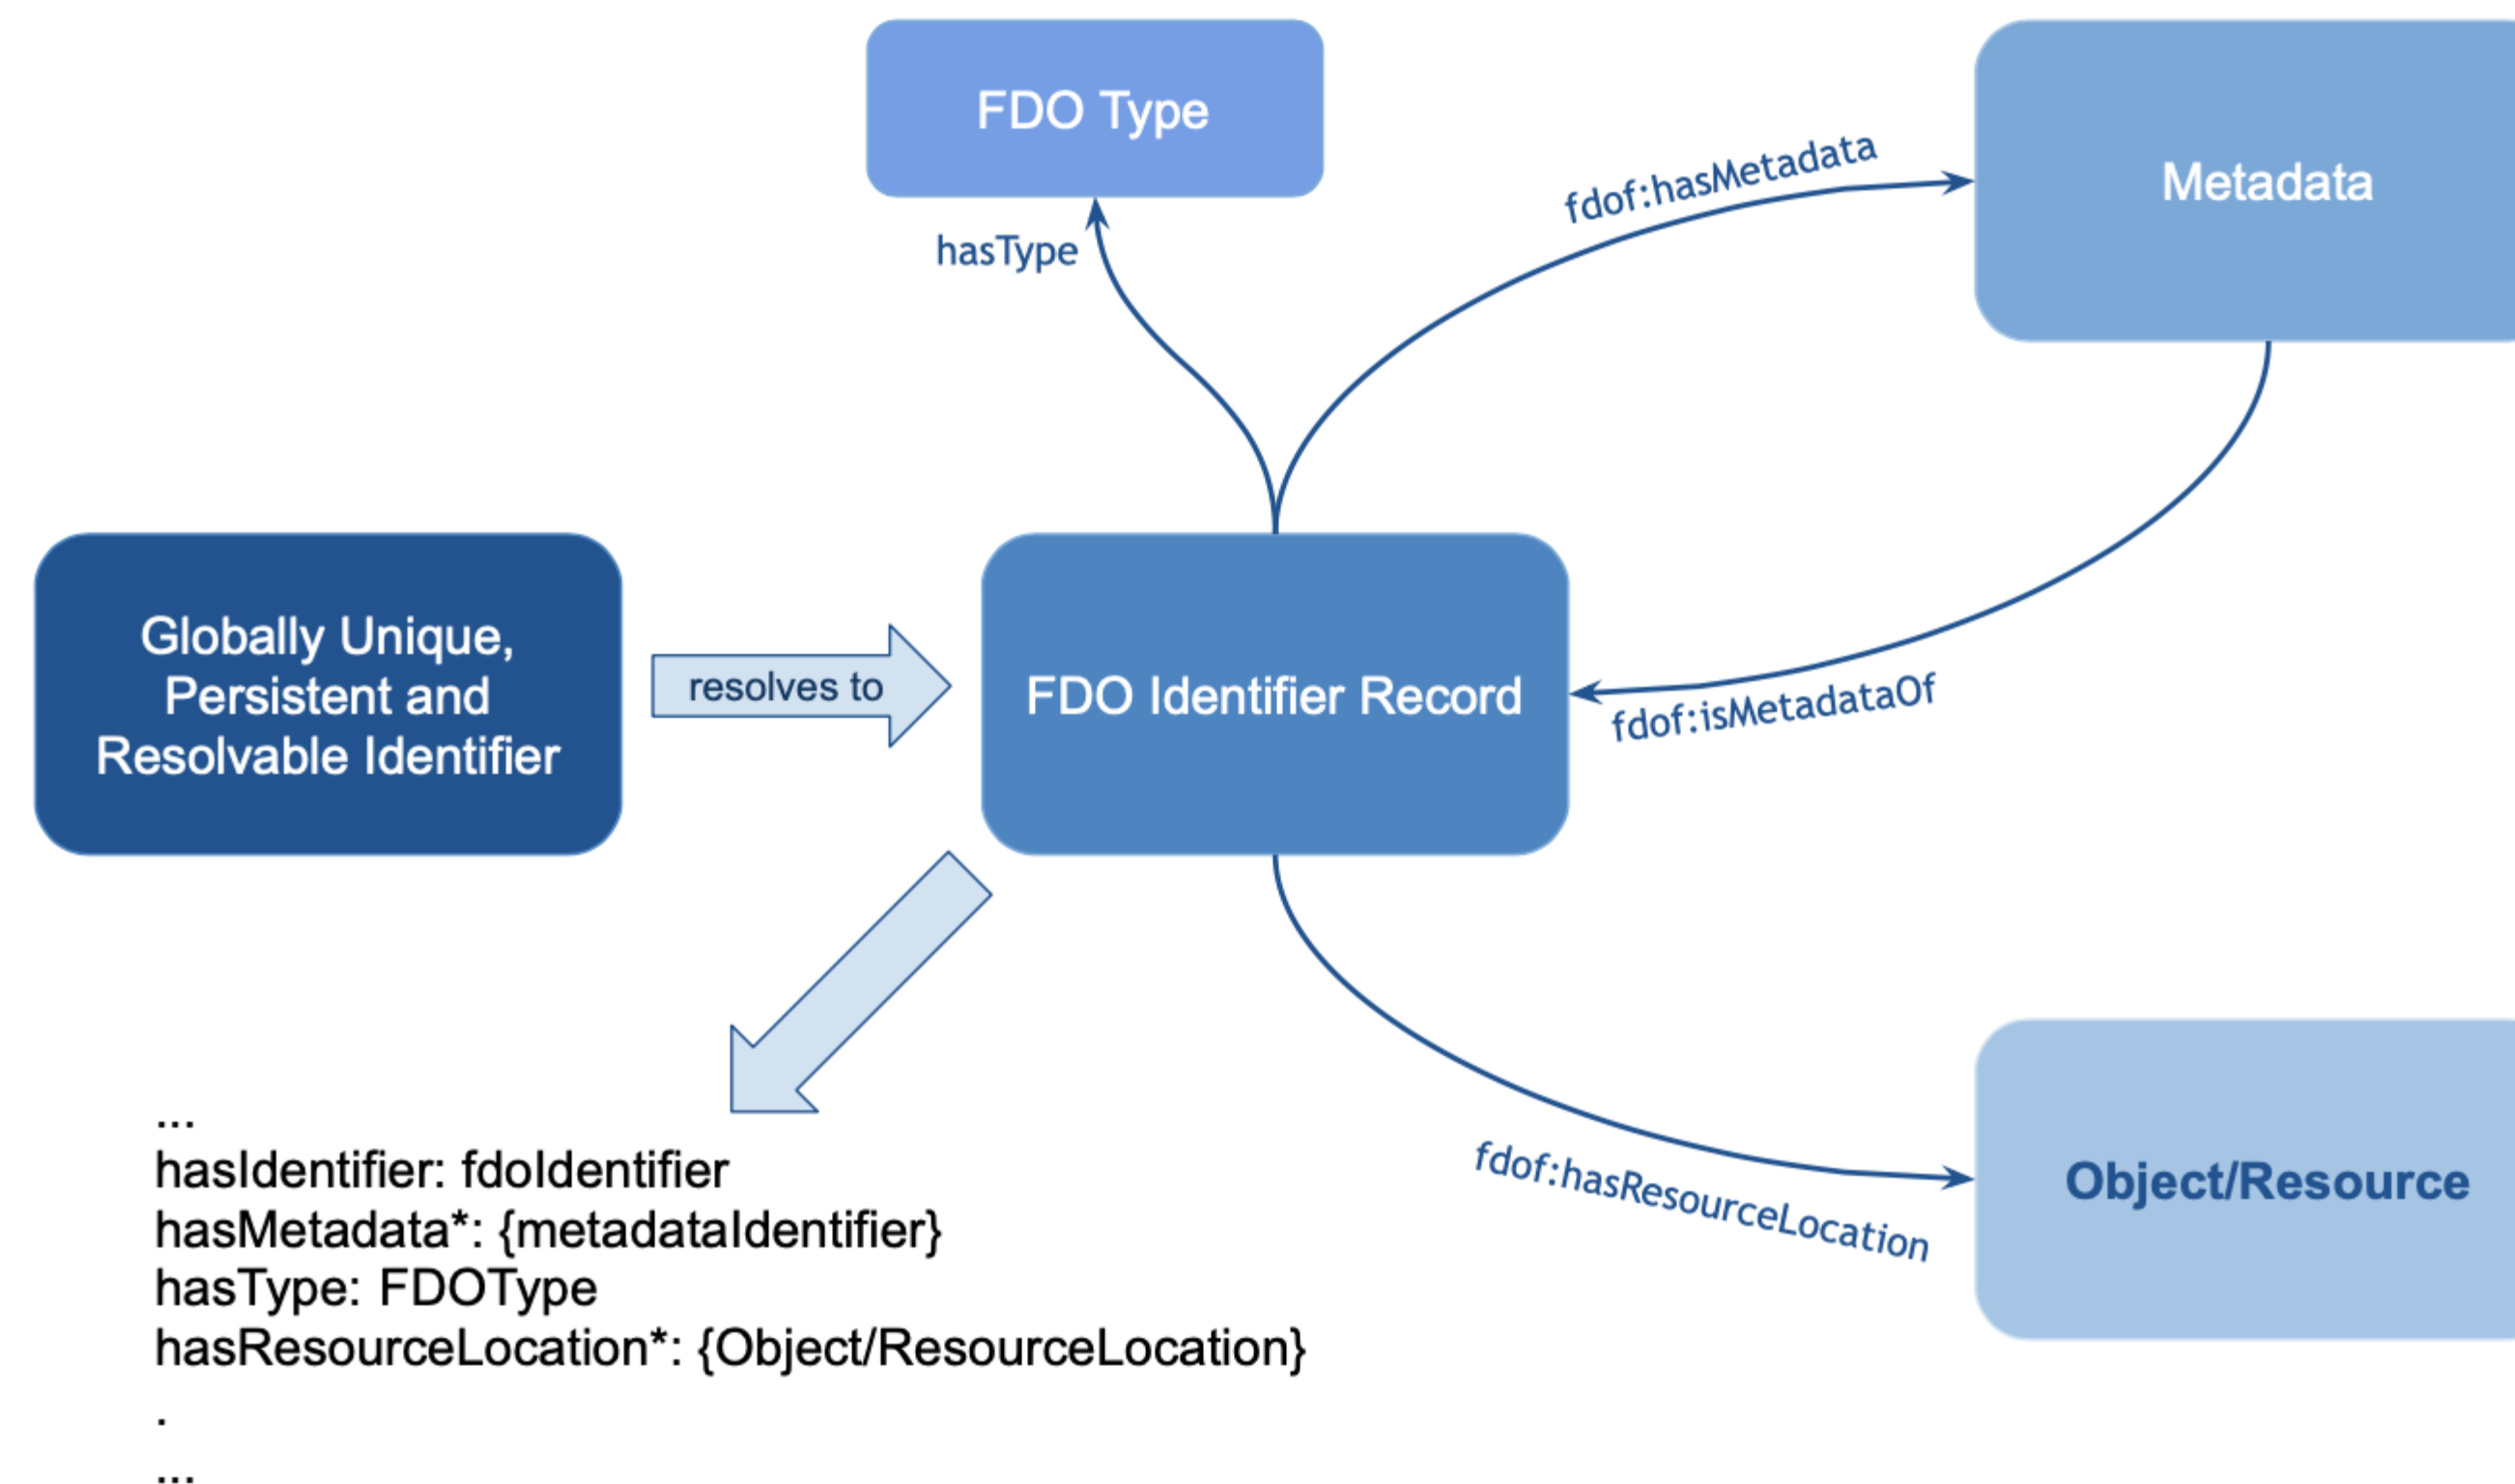 FDO Type
hasType
fdof:hasMetadata
Metadata
Globally Unique,
Persistent and
Resolvable Identifier
resolves to
FDO Identifier Record
fdof:isMetadataOf
fdof:hasResourceLocation
Object/Resource
...
hasIdentifier: fdoIdentifier
hasMetadata*: {metadataIdentifier}
hasType: FDOType
hasResourceLocation*: {Object/ResourceLocation}
.
...